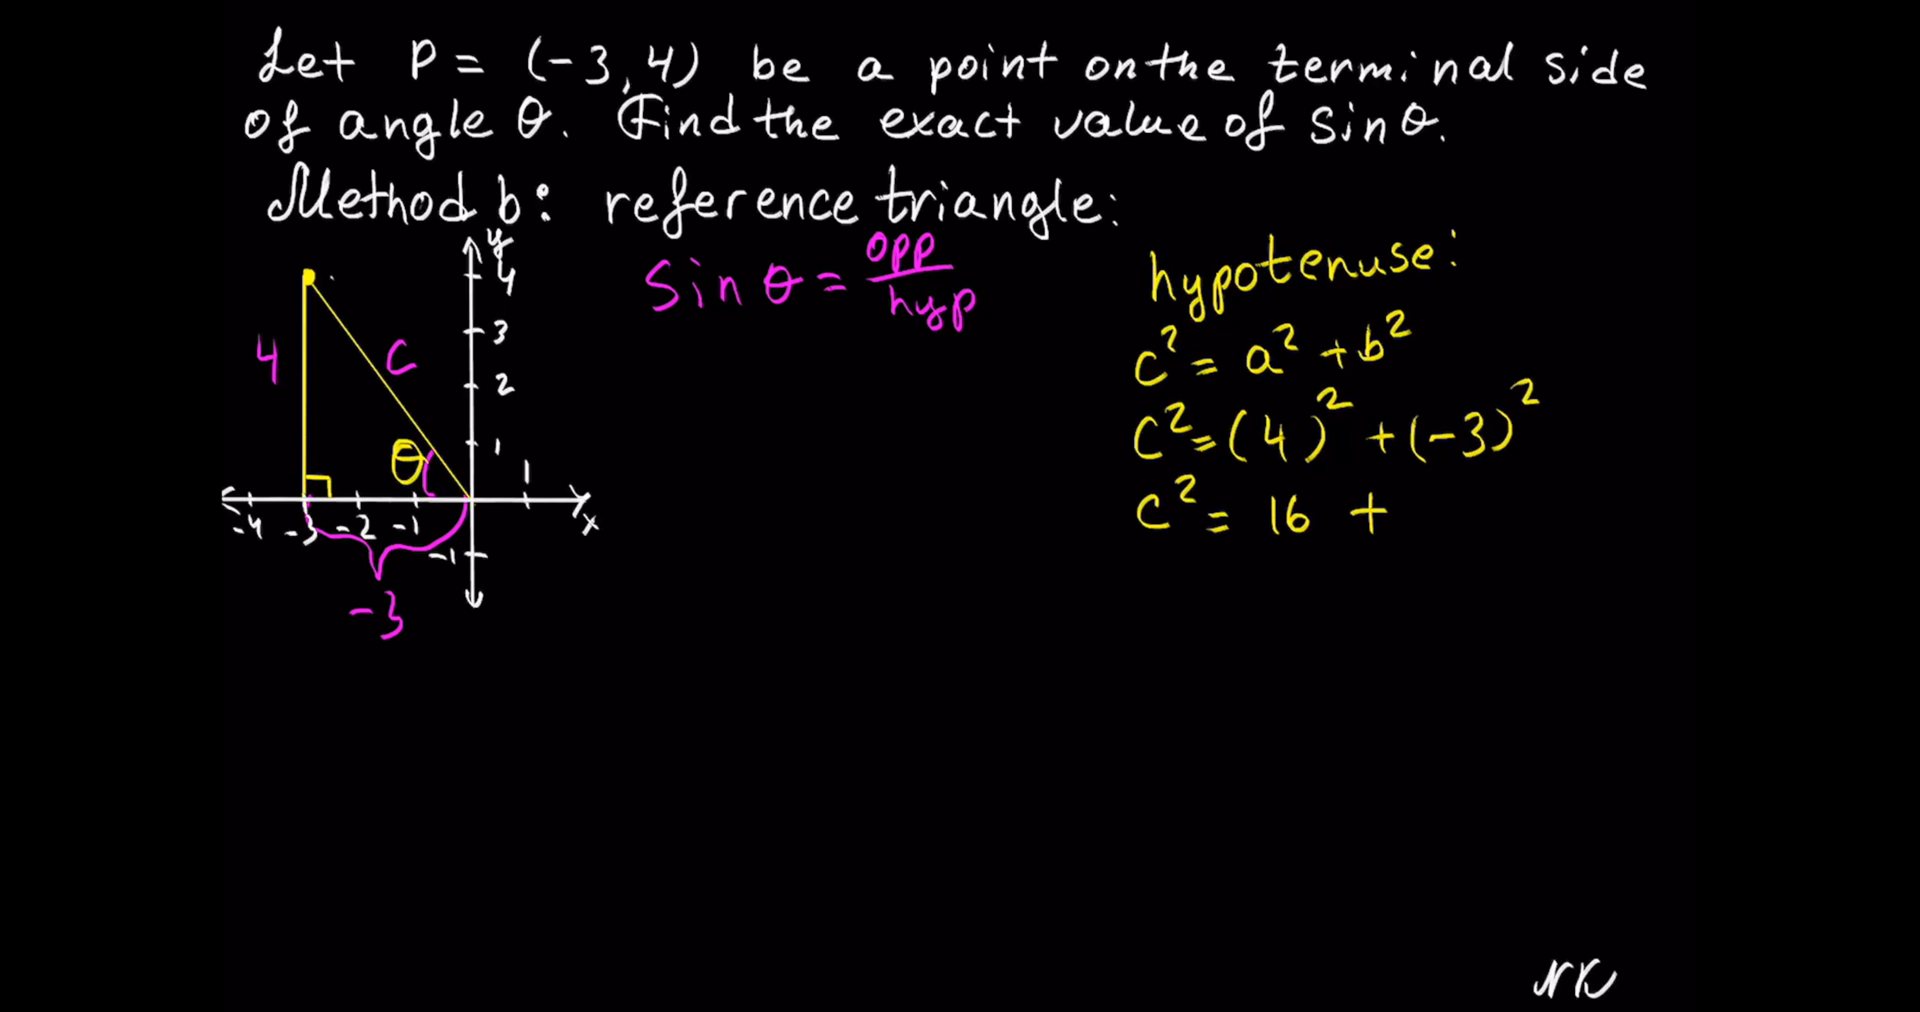 Let P = (-3, 4) be a point on the terminal side
of angle θ. Find the exact value of sin θ.
Method b: reference triangle:
sin θ = opp/hyp
hypotenuse:
c² = a² + b²
c² = (4)² + (-3)²
c² = 16 +
y
4
3
2
1
4
c
θ
1
x
-4 -3 -2 -1
-1
-3
NK